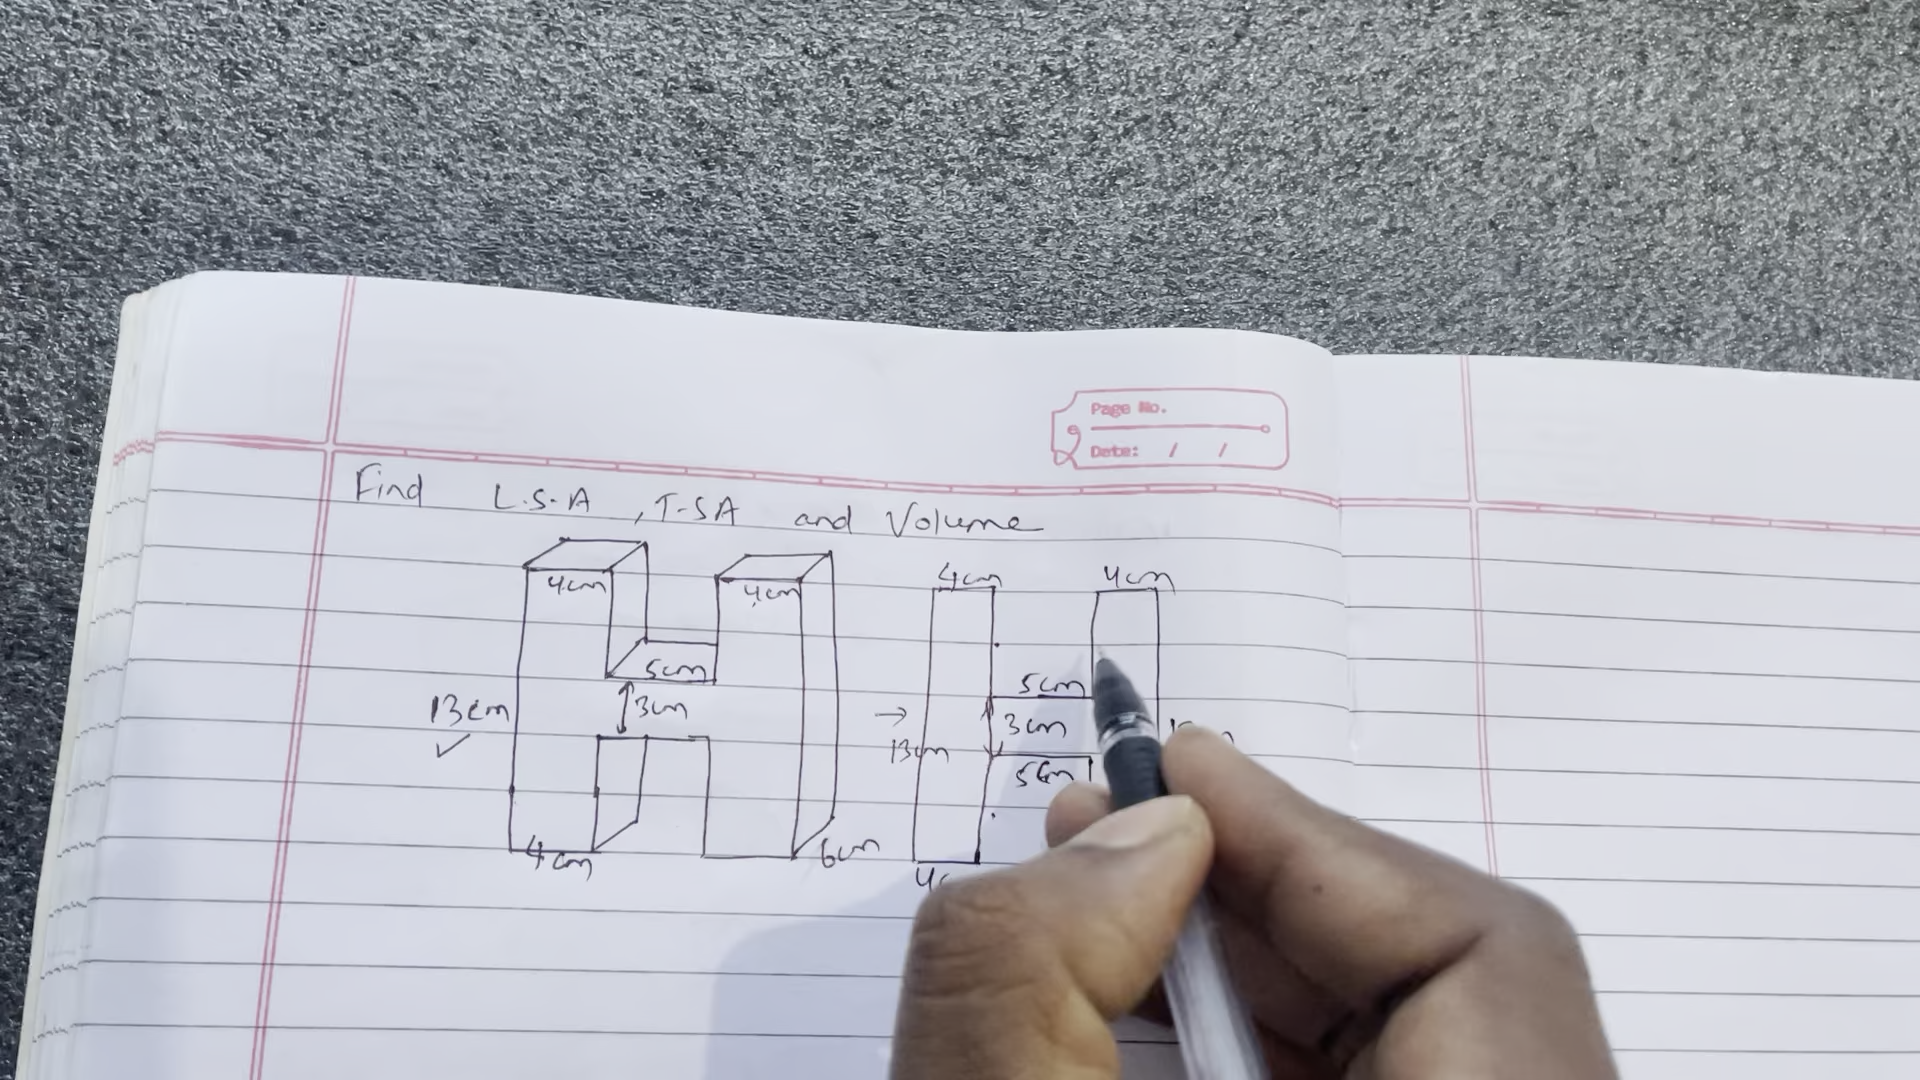 Page No.
Date: / /
Find L.S.A , T.SA and Volume
4cm 4cm
5cm
3cm
13cm
4cm
6cm
4cm 4cm
5cm
→ 3cm
13cm
5cm